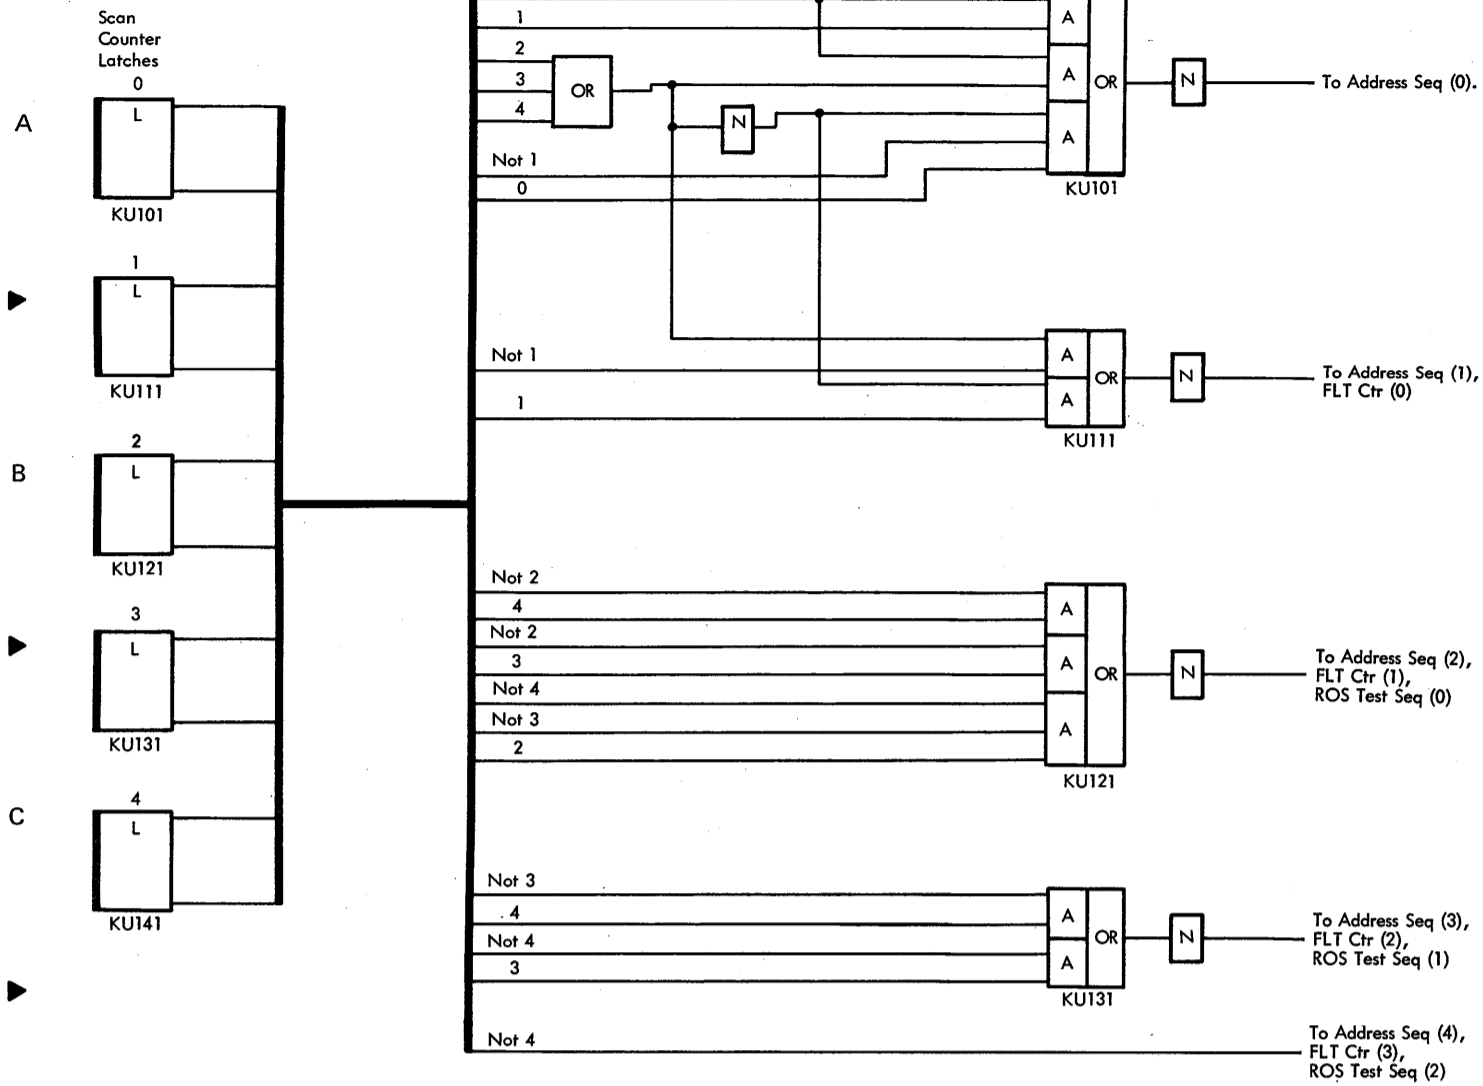 Scan
Counter
Latches
0
L
KU101
1
L
KU111
2
L
KU121
3
L
KU131
4
L
KU141
A
B
C
1
2
3
4
OR
N
Not 1
0
A
A
A
OR
KU101
N
To Address Seq (0).
Not 1
1
A
A
OR
KU111
N
To Address Seq (1),
FLT Ctr (0)
Not 2
4
Not 2
3
Not 4
Not 3
2
A
A
A
OR
KU121
N
To Address Seq (2),
FLT Ctr (1),
ROS Test Seq (0)
Not 3
4
Not 4
3
A
A
OR
KU131
N
To Address Seq (3),
FLT Ctr (2),
ROS Test Seq (1)
Not 4
To Address Seq (4),
FLT Ctr (3),
ROS Test Seq (2)